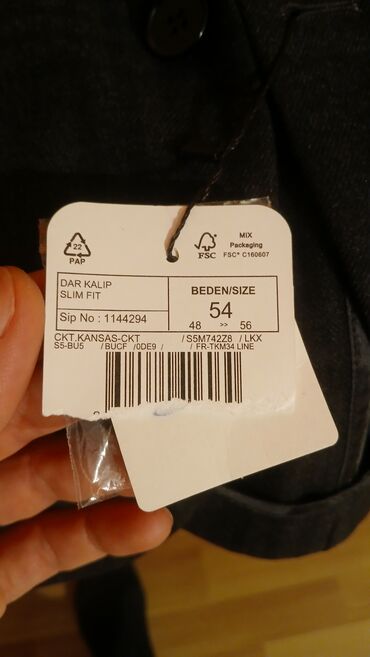 22
PAP
FSC
MIX
Packaging
FSC® C160607
DAR KALIP
SLIM FIT
Sip No : 1144294
BEDEN/SIZE
54
48 >> 56
CKT.KANSAS-CKT / S5M742Z8 / LKX
S5-BU5 / BUCF / 0DE9 / / FR-TKM34 LINE